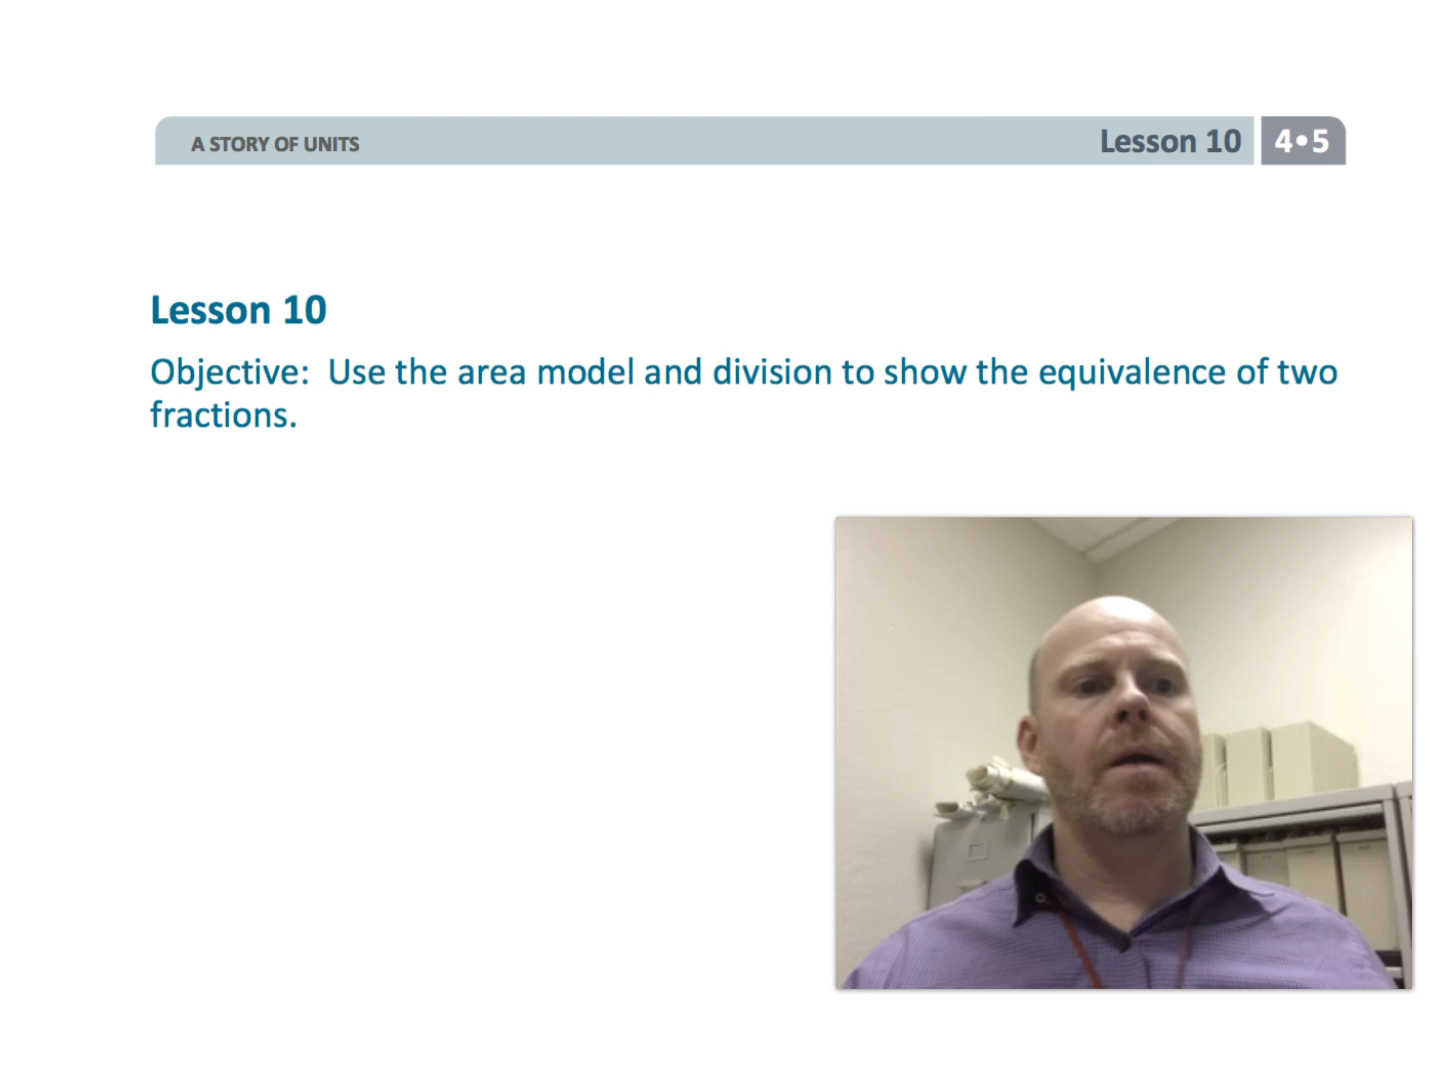 A STORY OF UNITS
Lesson 10
4•5
Lesson 10
Objective: Use the area model and division to show the equivalence of two
fractions.